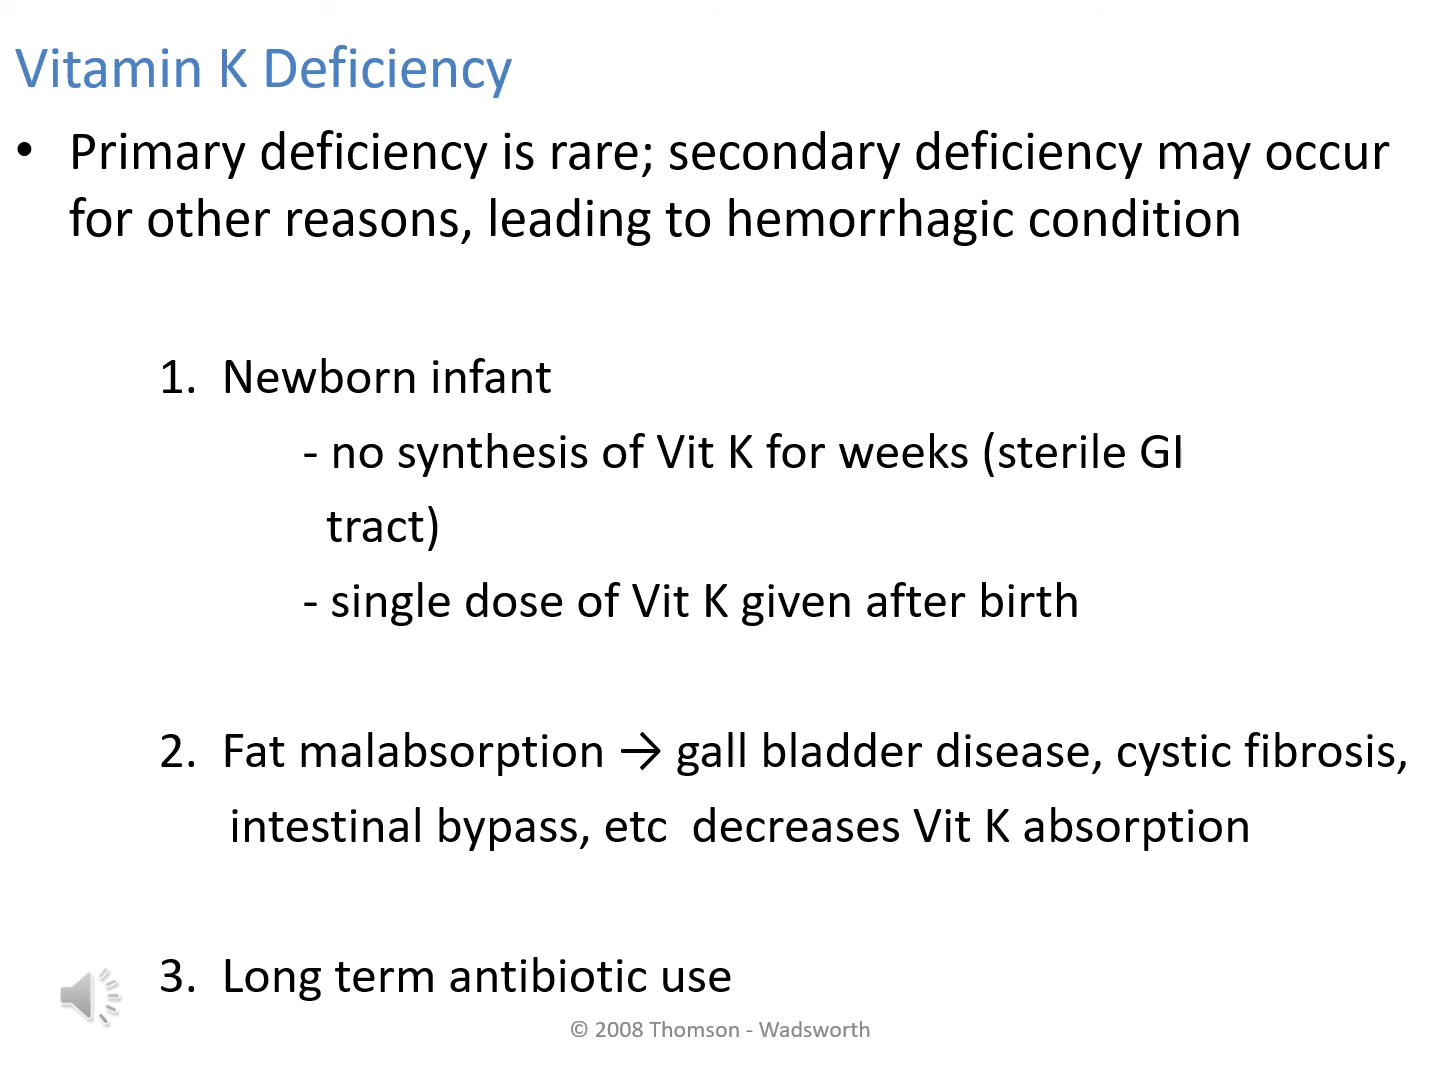 Vitamin K Deficiency
• Primary deficiency is rare; secondary deficiency may occur
for other reasons, leading to hemorrhagic condition
1. Newborn infant
- no synthesis of Vit K for weeks (sterile GI
tract)
- single dose of Vit K given after birth
2. Fat malabsorption → gall bladder disease, cystic fibrosis,
intestinal bypass, etc  decreases Vit K absorption
3. Long term antibiotic use
© 2008 Thomson - Wadsworth